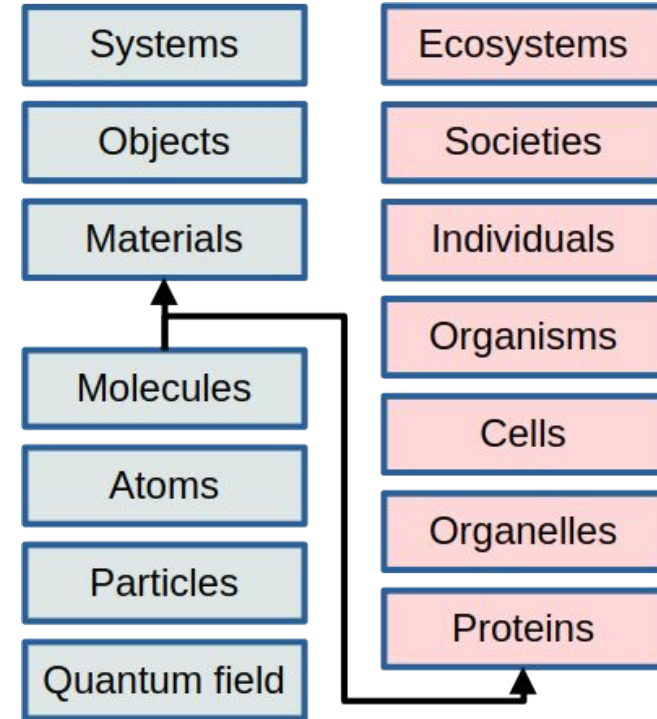 Systems
Objects
Materials
Molecules
Atoms
Particles
Quantum field
Ecosystems
Societies
Individuals
Organisms
Cells
Organelles
Proteins